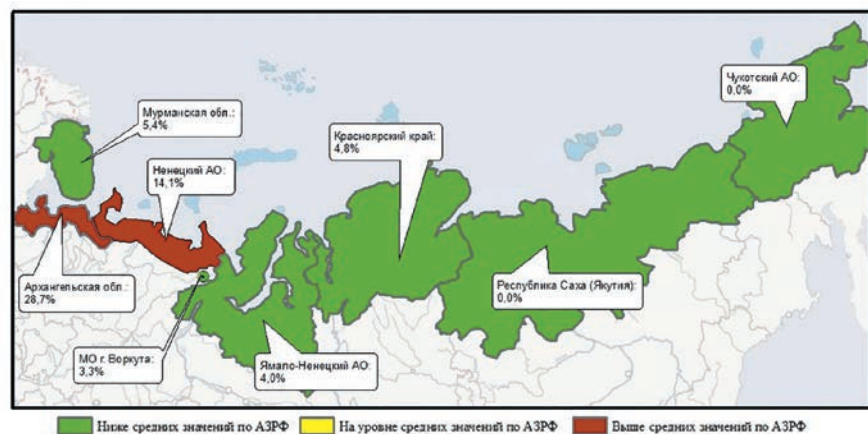 Чукотский АО:
0,0%
Мурманская обл.:
5,4%
Красноярский край:
4,8%
Ненецкий АО:
14,1%
Архангельская обл.:
28,7%
Республика Саха (Якутия):
0,0%
МО г. Воркута:
3,3%
Ямало-Ненецкий АО:
4,0%
Ниже средних значений по АЗРФ
На уровне средних значений по АЗРФ
Выше средних значений по АЗРФ